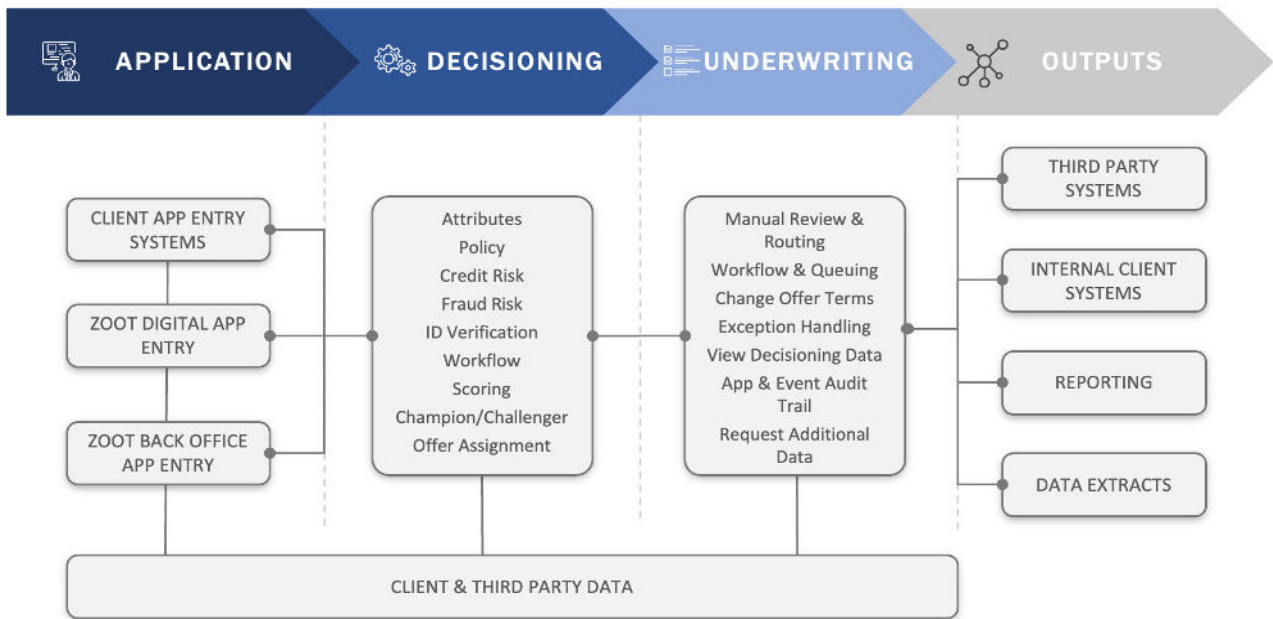 APPLICATION
DECISIONING
UNDERWRITING
OUTPUTS
CLIENT APP ENTRY
SYSTEMS
ZOOT DIGITAL APP
ENTRY
ZOOT BACK OFFICE
APP ENTRY
Attributes
Policy
Credit Risk
Fraud Risk
ID Verification
Workflow
Scoring
Champion/Challenger
Offer Assignment
Manual Review &
Routing
Workflow & Queuing
Change Offer Terms
Exception Handling
View Decisioning Data
App & Event Audit
Trail
Request Additional
Data
THIRD PARTY
SYSTEMS
INTERNAL CLIENT
SYSTEMS
REPORTING
DATA EXTRACTS
CLIENT & THIRD PARTY DATA